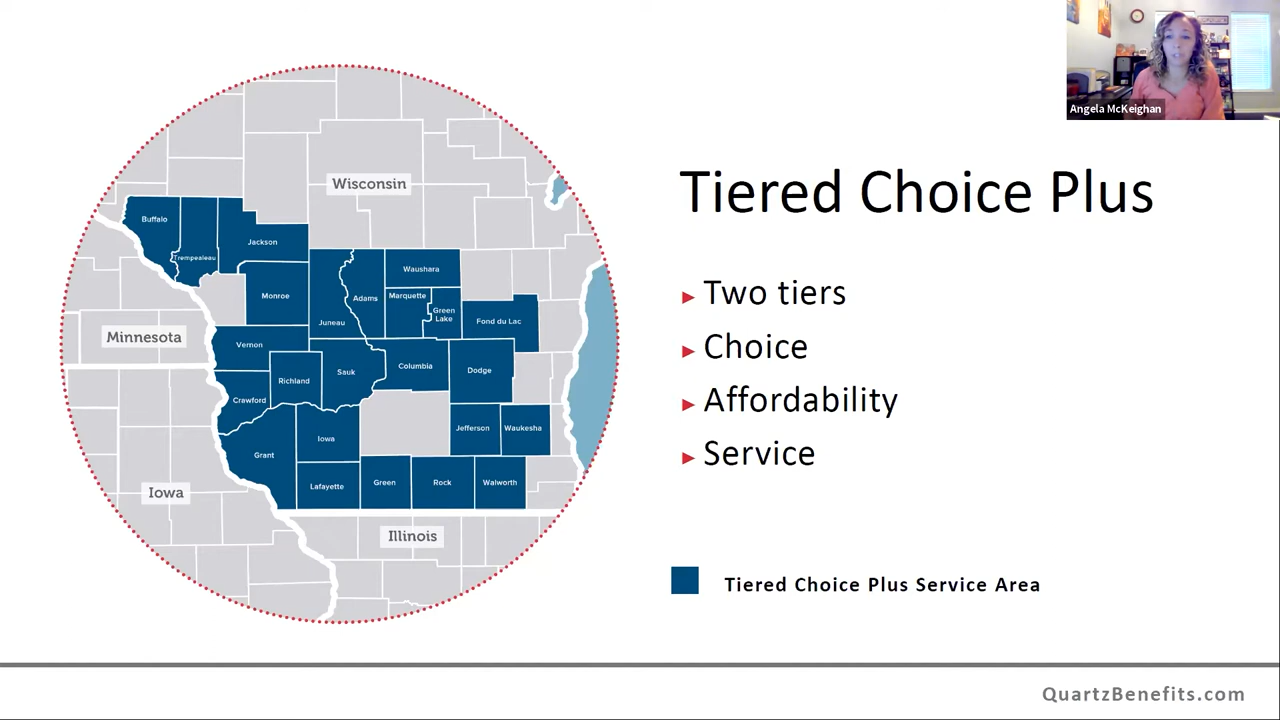 Angela McKeighan
Tiered Choice Plus
Two tiers
Choice
Affordability
Service
Tiered Choice Plus Service Area
Wisconsin
Buffalo
Trempealeau
Jackson
Monroe
Juneau
Adams
Waushara
Marquette
Green
Lake
Fond du Lac
Minnesota
Vernon
Richland
Sauk
Columbia
Dodge
Crawford
Grant
Iowa
Jefferson
Waukesha
Lafayette
Green
Rock
Walworth
Iowa
Illinois
QuartzBenefits.com